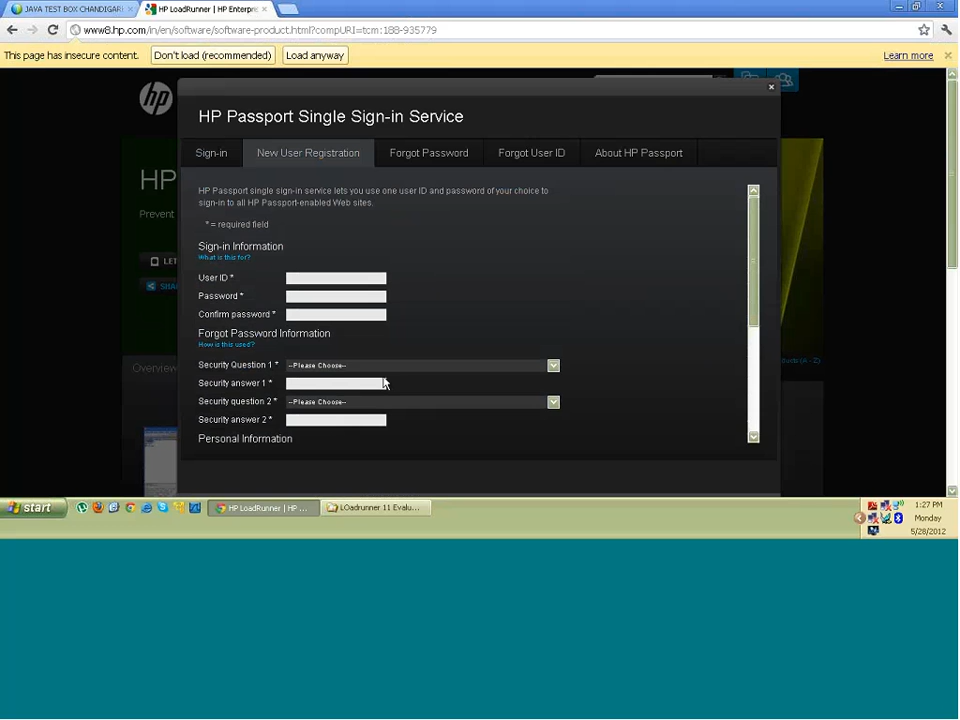 JAVA TEST BOX CHANDIGAR
HP LoadRunner | HP Enterpr
www8.hp.com/in/en/software/software-product.html?compURI=tcm:188-935779
This page has insecure content. Don't load (recommended) Load anyway Learn more
hp
HP Passport Single Sign-in Service
Sign-in New User Registration Forgot Password Forgot User ID About HP Passport
HP
Prevent
LET
SHA
HP Passport single sign-in service lets you use one user ID and password of your choice to
sign-in to all HP Passport-enabled Web sites.
* = required field
Sign-in Information
What is this for?
User ID *
Password *
Confirm password *
Forgot Password Information
How is this used?
Security Question 1 * --Please Choose--
Security answer 1 *
Security question 2 * --Please Choose--
Security answer 2 *
Personal Information
Overview
ducts (A - Z)
start
HP LoadRunner | HP ...
LOadrunner 11 Evalu...
1:27 PM
Monday
5/28/2012